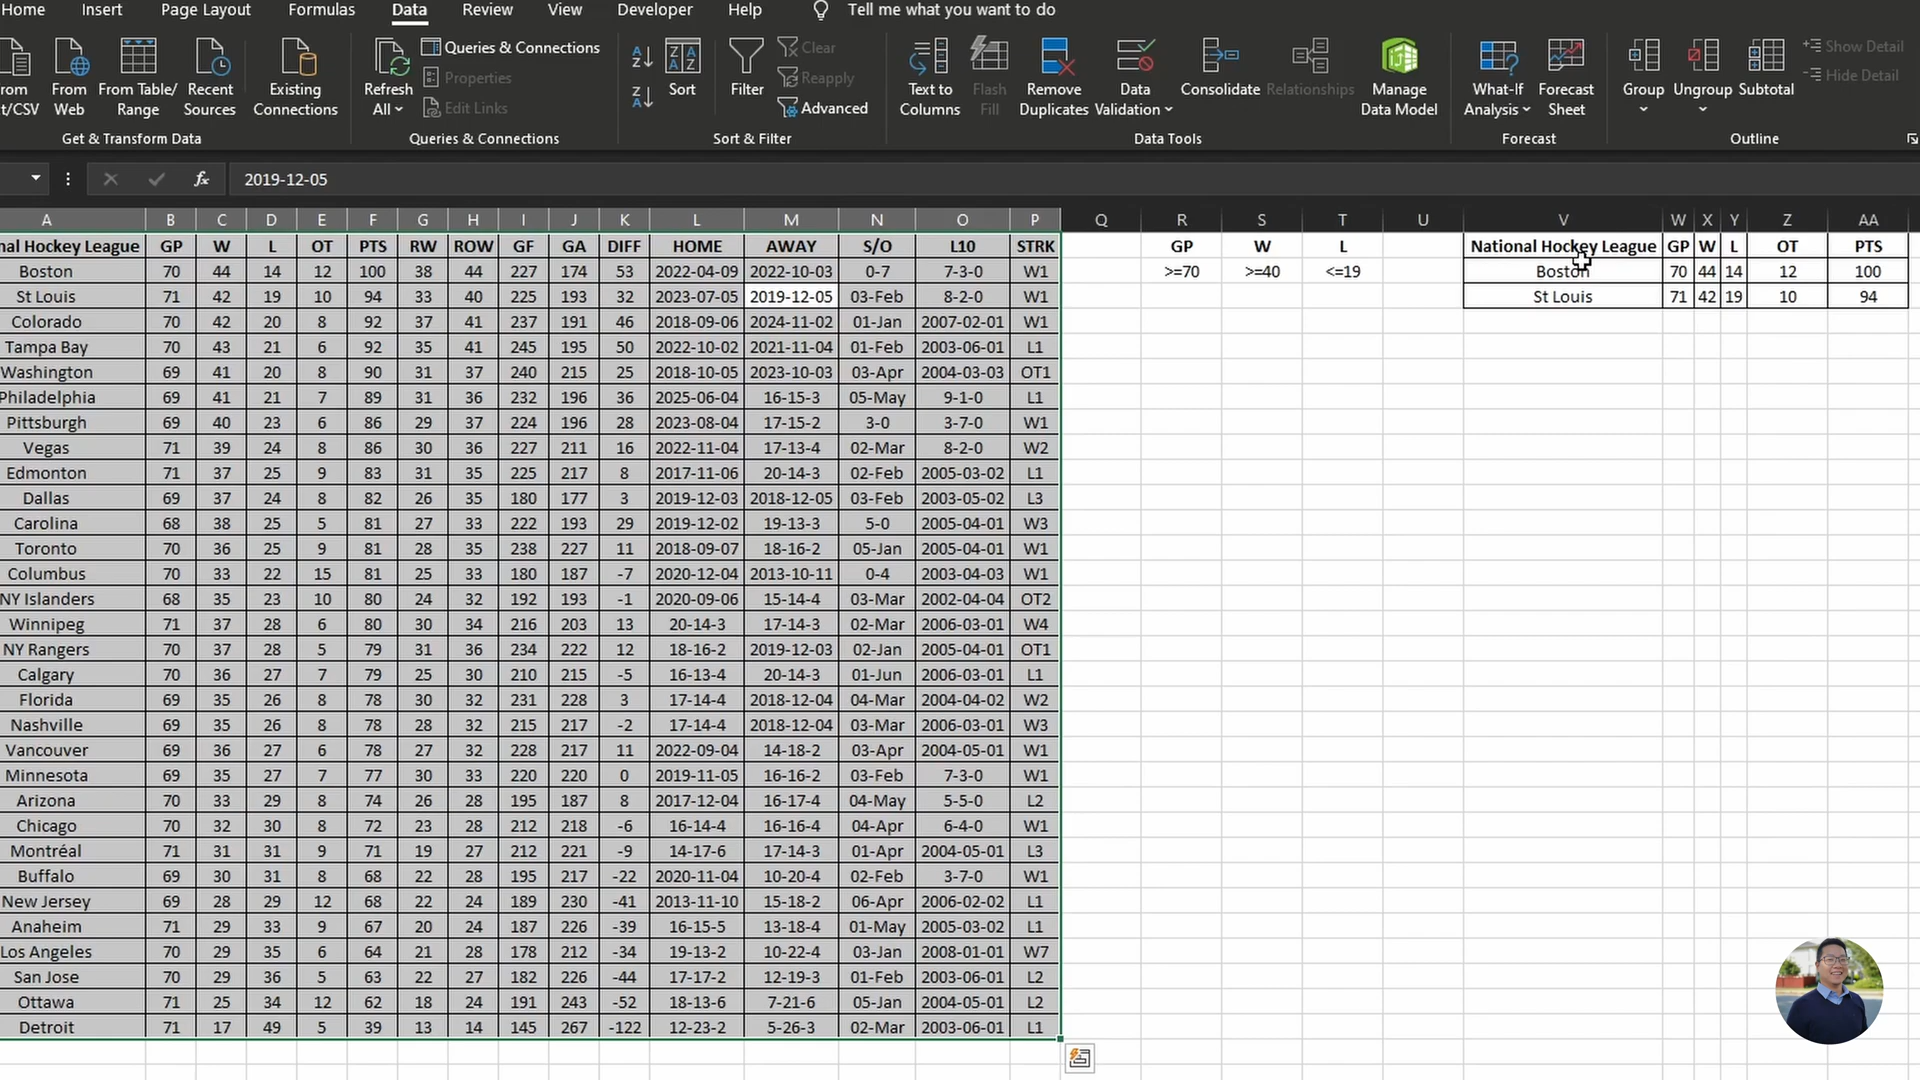 Home Insert Page Layout Formulas Data Review View Developer Help Tell me what you want to do
rom t/CSV
From Web
From Table/ Range
Recent Sources
Existing Connections
Get & Transform Data
Refresh All
Queries & Connections
Properties
Edit Links
Queries & Connections
Sort
Filter
Clear
Reapply
Advanced
Sort & Filter
Text to Columns
Flash Fill
Remove Duplicates
Data Validation
Consolidate
Relationships
Manage Data Model
Data Tools
What-If Analysis
Forecast Sheet
Forecast
Group
Ungroup
Subtotal
Show Detail
Hide Detail
Outline
fx 2019-12-05
A B C D E F G H I J K L M N O P Q R S T U V W X Y Z AA
nal Hockey League GP W L OT PTS RW ROW GF GA DIFF HOME AWAY S/O L10 STRK GP W L National Hockey League GP W L OT PTS
Boston 70 44 14 12 100 38 44 227 174 53 2022-04-09 2022-10-03 0-7 7-3-0 W1 >=70 >=40 <=19 Boston 70 44 14 12 100
St Louis 71 42 19 10 94 33 40 225 193 32 2023-07-05 2019-12-05 03-Feb 8-2-0 W1 St Louis 71 42 19 10 94
Colorado 70 42 20 8 92 37 41 237 191 46 2018-09-06 2024-11-02 01-Jan 2007-02-01 W1
Tampa Bay 70 43 21 6 92 35 41 245 195 50 2022-10-02 2021-11-04 01-Feb 2003-06-01 L1
Washington 69 41 20 8 90 31 37 240 215 25 2018-10-05 2023-10-03 03-Apr 2004-03-03 OT1
Philadelphia 69 41 21 7 89 31 36 232 196 36 2025-06-04 16-15-3 05-May 9-1-0 L1
Pittsburgh 69 40 23 6 86 29 37 224 196 28 2023-08-04 17-15-2 3-0 3-7-0 W1
Vegas 71 39 24 8 86 30 36 227 211 16 2022-11-04 17-13-4 02-Mar 8-2-0 W2
Edmonton 71 37 25 9 83 31 35 225 217 8 2017-11-06 20-14-3 02-Feb 2005-03-02 L1
Dallas 69 37 24 8 82 26 35 180 177 3 2019-12-03 2018-12-05 03-Feb 2003-05-02 L3
Carolina 68 38 25 5 81 27 33 222 193 29 2019-12-02 19-13-3 5-0 2005-04-01 W3
Toronto 70 36 25 9 81 28 35 238 227 11 2018-09-07 18-16-2 05-Jan 2005-04-01 W1
Columbus 70 33 22 15 81 25 33 180 187 -7 2020-12-04 2013-10-11 0-4 2003-04-03 W1
NY Islanders 68 35 23 10 80 24 32 192 193 -1 2020-09-06 15-14-4 03-Mar 2002-04-04 OT2
Winnipeg 71 37 28 6 80 30 34 216 203 13 20-14-3 17-14-3 02-Mar 2006-03-01 W4
NY Rangers 70 37 28 5 79 31 36 234 222 12 18-16-2 2019-12-03 02-Jan 2005-04-01 OT1
Calgary 70 36 27 7 79 25 30 210 215 -5 16-13-4 20-14-3 01-Jun 2006-03-01 L1
Florida 69 35 26 8 78 30 32 231 228 3 17-14-4 2018-12-04 04-Mar 2004-04-02 W2
Nashville 69 35 26 8 78 28 32 215 217 -2 17-14-4 2018-12-04 03-Mar 2006-03-01 W3
Vancouver 69 36 27 6 78 27 32 228 217 11 2022-09-04 14-18-2 03-Apr 2004-05-01 W1
Minnesota 69 35 27 7 77 30 33 220 220 0 2019-11-05 16-16-2 03-Feb 7-3-0 W1
Arizona 70 33 29 8 74 26 28 195 187 8 2017-12-04 16-17-4 04-May 5-5-0 L2
Chicago 70 32 30 8 72 23 28 212 218 -6 16-14-4 16-16-4 04-Apr 6-4-0 W1
Montréal 71 31 31 9 71 19 27 212 221 -9 14-17-6 17-14-3 01-Apr 2004-05-01 L3
Buffalo 69 30 31 8 68 22 28 195 217 -22 2020-11-04 10-20-4 02-Feb 3-7-0 W1
New Jersey 69 28 29 12 68 22 24 189 230 -41 2013-11-10 15-18-2 06-Apr 2006-02-02 L1
Anaheim 71 29 33 9 67 20 24 187 226 -39 16-15-5 13-18-4 01-May 2005-03-02 L1
Los Angeles 70 29 35 6 64 21 28 178 212 -34 19-13-2 10-22-4 03-Jan 2008-01-01 W7
San Jose 70 29 36 5 63 22 27 182 226 -44 17-17-2 12-19-3 01-Feb 2003-06-01 L2
Ottawa 71 25 34 12 62 18 24 191 243 -52 18-13-6 7-21-6 05-Jan 2004-05-01 L2
Detroit 71 17 49 5 39 13 14 145 267 -122 12-23-2 5-26-3 02-Mar 2003-06-01 L1